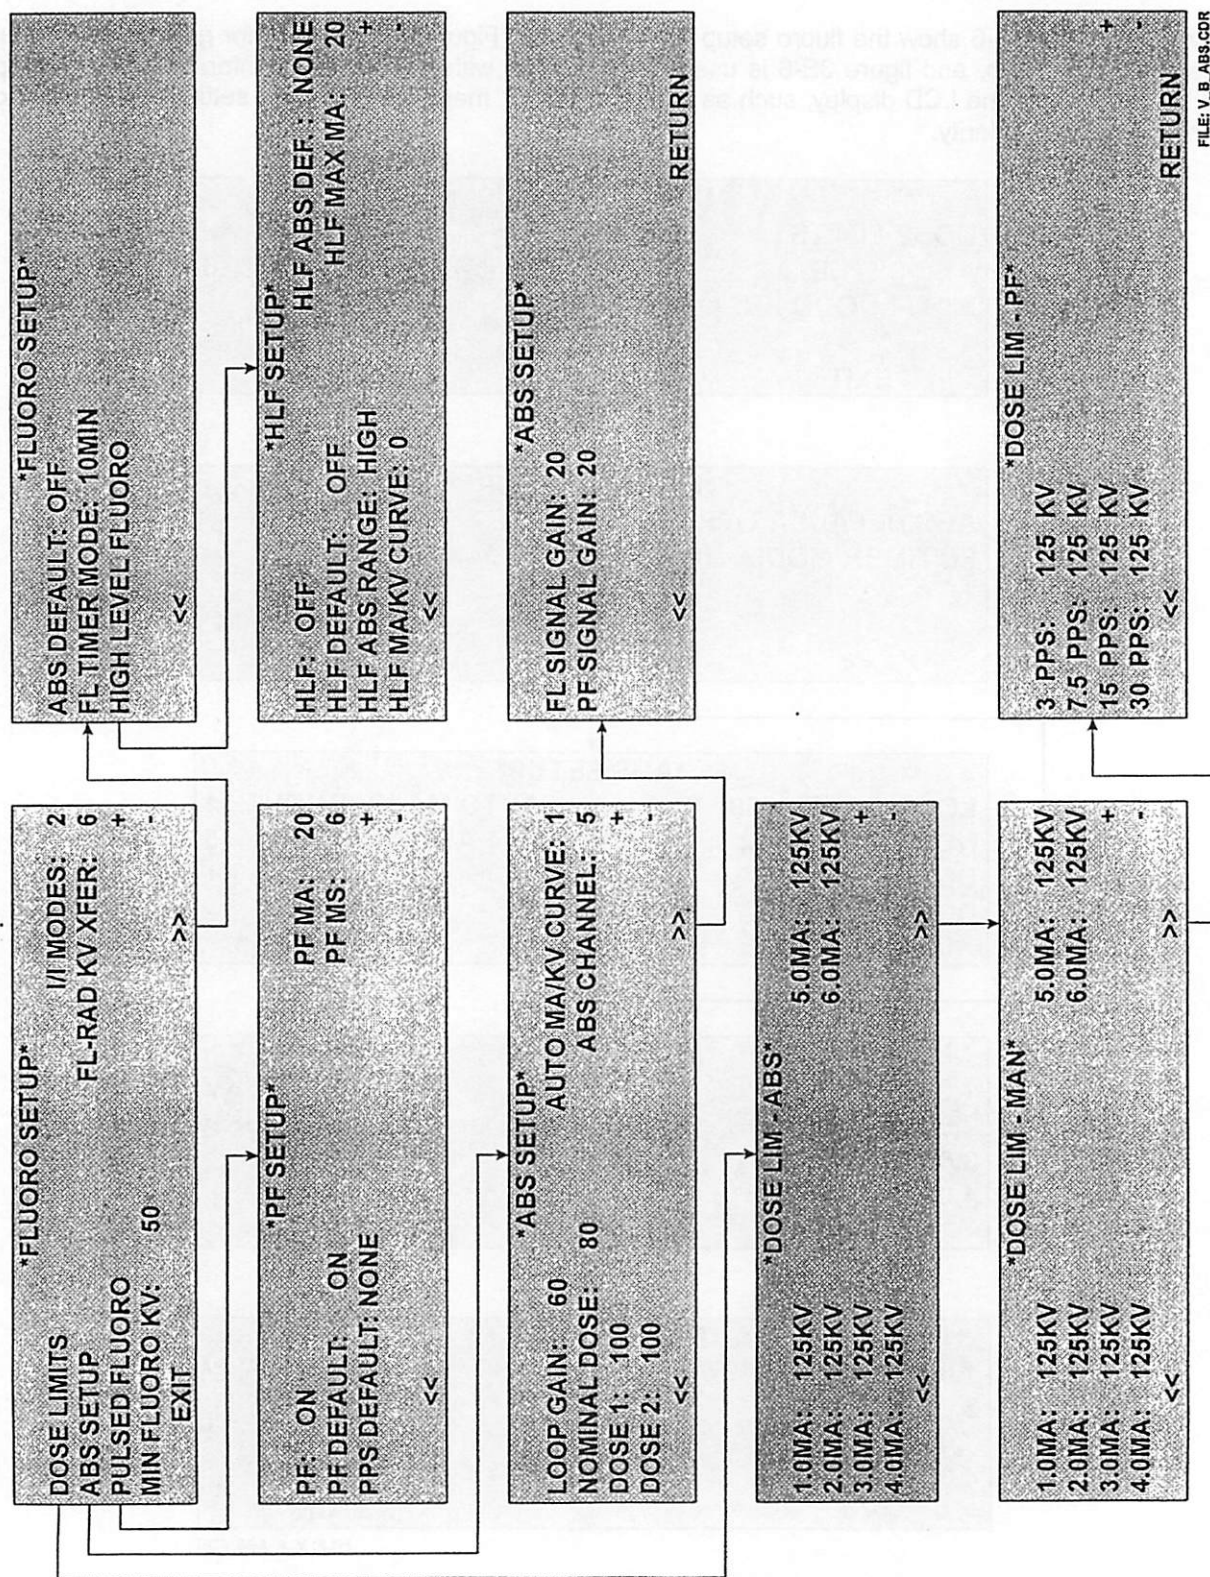 *FLUORO SETUP*
DOSE LIMITS I/I MODES: 2
ABS SETUP FL-RAD KV XFER: 6
PULSED FLUORO +
MIN FLUORO KV: 50 -
EXIT >>
*FLUORO SETUP*
ABS DEFAULT: OFF
FL TIMER MODE: 10MIN
HIGH LEVEL FLUORO
<<
*PF SETUP*
PF: ON PF MA: 20
PF DEFAULT: ON PF MS: 6
PPS DEFAULT: NONE +
-
<<
*HLF SETUP*
HLF: OFF HLF ABS DEF.: NONE
HLF DEFAULT: OFF HLF MAX MA: 20
HLF ABS RANGE: HIGH +
HLF MA/KV CURVE: 0 -
<<
*ABS SETUP*
LOOP GAIN: 60 AUTO MA/KV CURVE: 1
NOMINAL DOSE: 80 ABS CHANNEL: 5
DOSE 1: 100 +
DOSE 2: 100 -
<< >>
*ABS SETUP*
FL SIGNAL GAIN: 20
PF SIGNAL GAIN: 20
<< RETURN
*DOSE LIM - ABS*
1.0MA: 125KV 5.0MA: 125KV
2.0MA: 125KV 6.0MA: 125KV
3.0MA: 125KV +
4.0MA: 125KV -
<< >>
*DOSE LIM - MAN*
1.0MA: 125KV 5.0MA: 125KV
2.0MA: 125KV 6.0MA: 125KV
3.0MA: 125KV +
4.0MA: 125KV -
<< >>
*DOSE LIM - PF*
3 PPS: 125 KV
7.5 PPS: 125 KV
15 PPS: 125 KV +
30 PPS: 125 KV -
<< RETURN
FILE: V_B_ABS.CDR